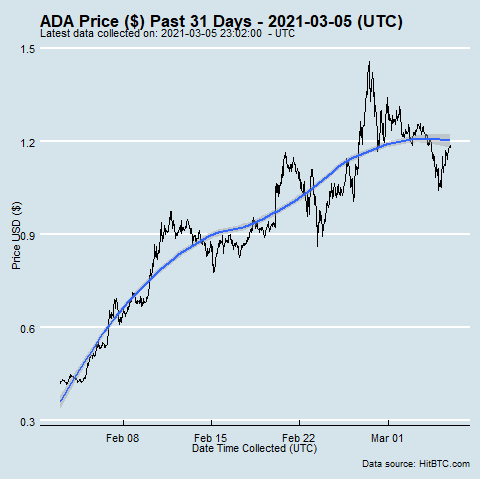 ADA Price ($) Past 31 Days - 2021-03-05 (UTC)
Latest data collected on: 2021-03-05 23:02:00  - UTC
1.5
1.2
0.9
0.6
0.3
Price USD ($)
Feb 08 Feb 15 Feb 22 Mar 01
Date Time Collected (UTC)
Data source: HitBTC.com